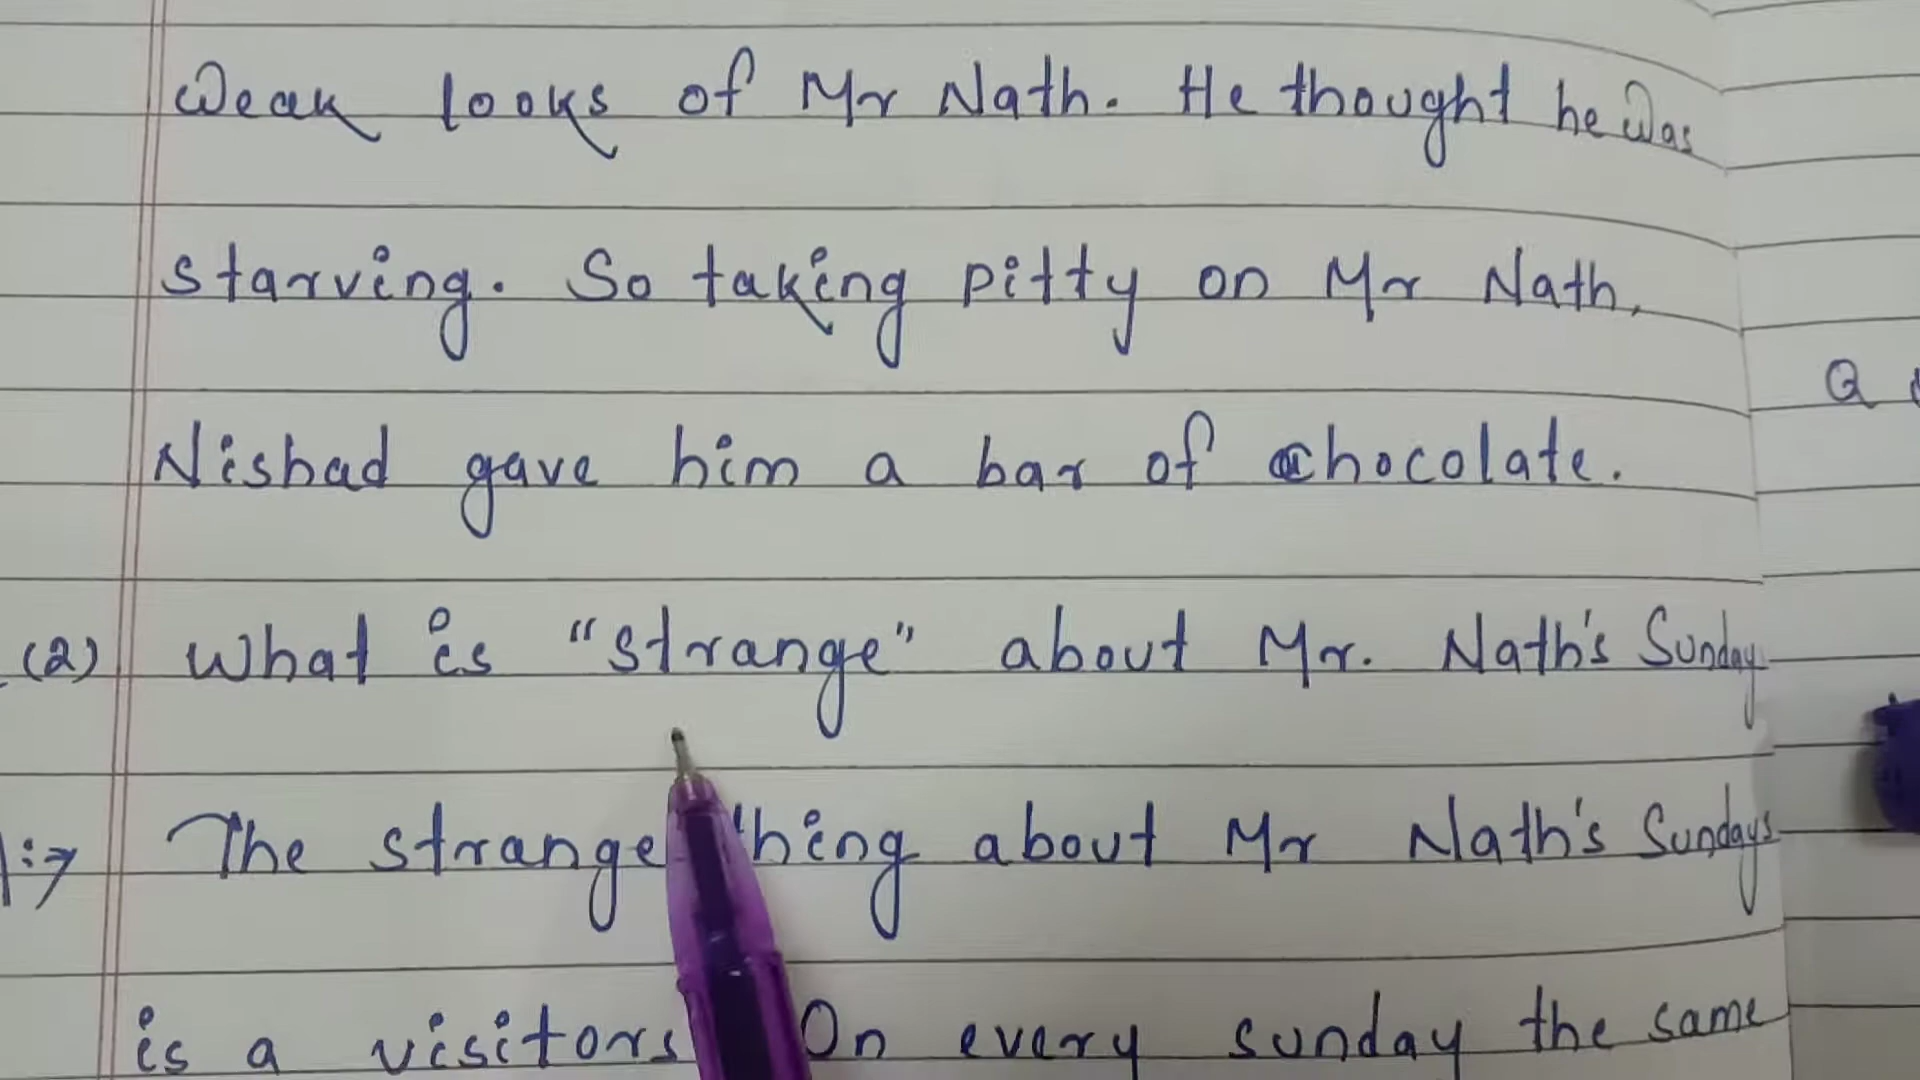 Weak looks of Mr Nath. He thought he was
starving. So taking pitty on Mr Nath,
Nishad gave him a bar of chocolate.
Q
(2) What is "strange" about Mr. Nath's Sunday
The strange hing about Mr Nath's Sundays
is a visitors On every sunday the same